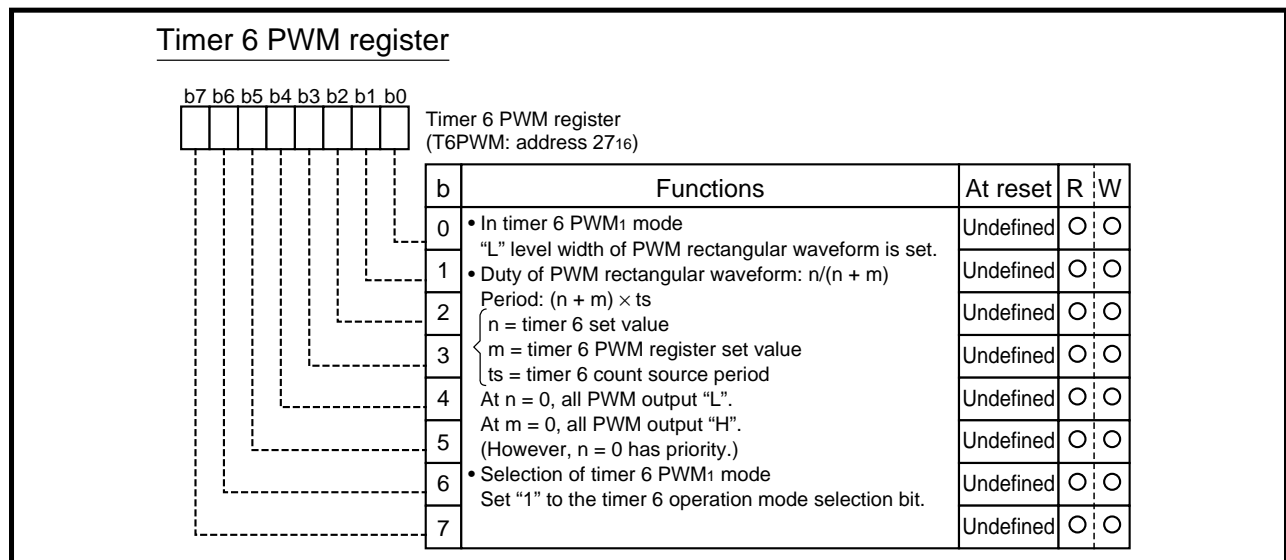 Timer 6 PWM register
b7 b6 b5 b4 b3 b2 b1 b0
Timer 6 PWM register
(T6PWM: address 2716)
b Functions At reset R W
0 • In timer 6 PWM1 mode Undefined ○ ○
“L” level width of PWM rectangular waveform is set.
1 • Duty of PWM rectangular waveform: n/(n + m) Undefined ○ ○
Period: (n + m) × ts
2 n = timer 6 set value Undefined ○ ○
3 m = timer 6 PWM register set value Undefined ○ ○
ts = timer 6 count source period
4 At n = 0, all PWM output “L”. Undefined ○ ○
At m = 0, all PWM output “H”.
5 (However, n = 0 has priority.) Undefined ○ ○
6 • Selection of timer 6 PWM1 mode Undefined ○ ○
Set “1” to the timer 6 operation mode selection bit.
7 Undefined ○ ○